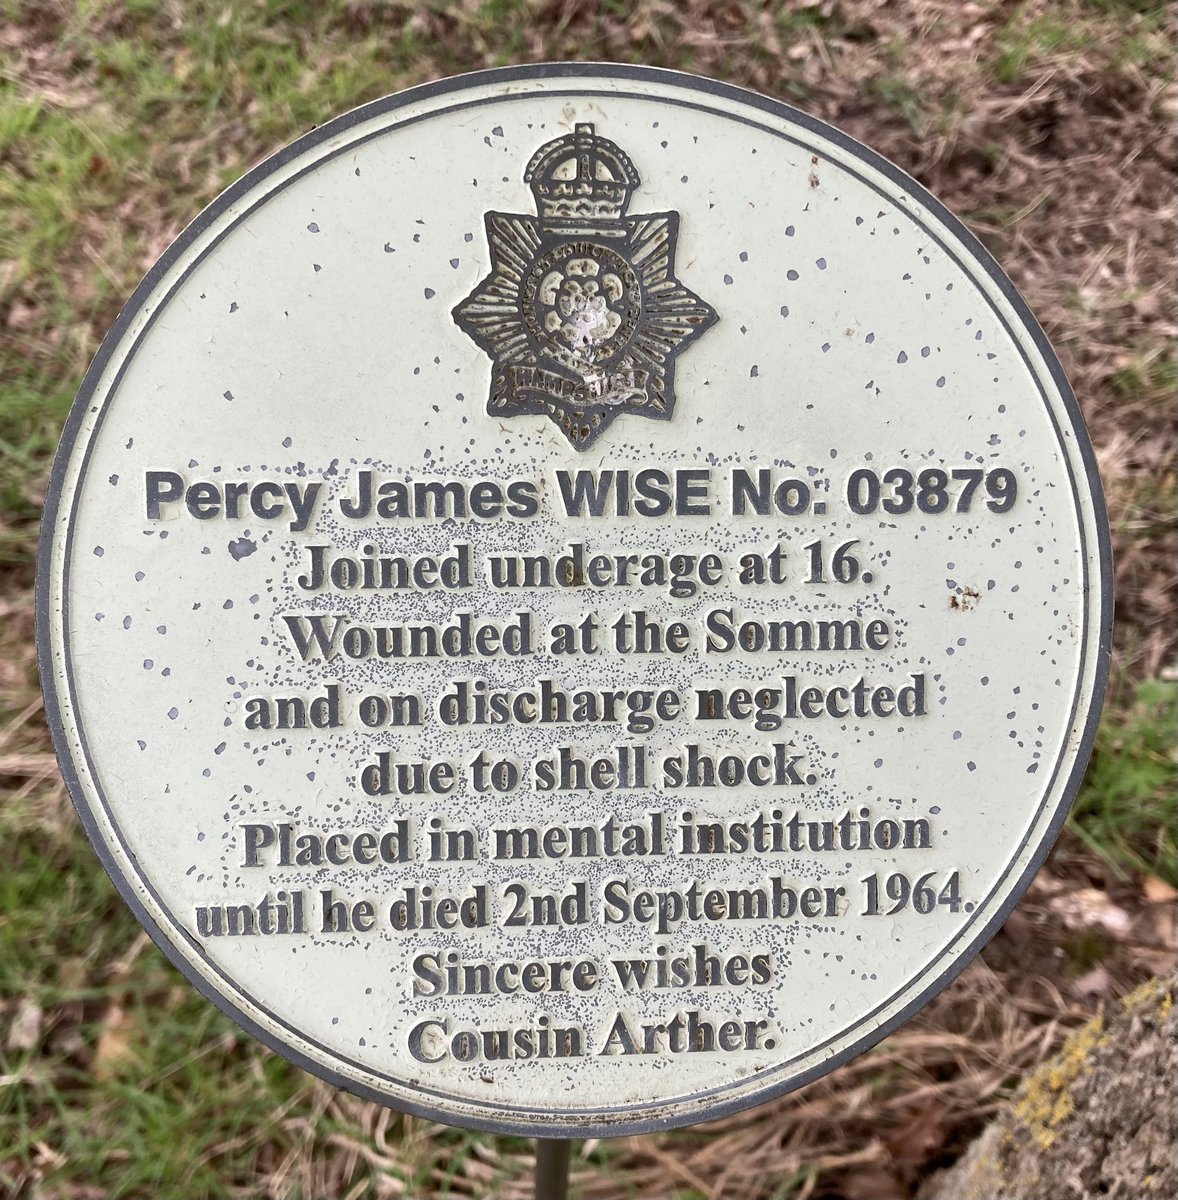 HAMPSHIRE
Percy James WISE No. 03879
Joined underage at 16.
Wounded at the Somme
and on discharge neglected
due to shell shock.
Placed in mental institution
until he died 2nd September 1964.
Sincere wishes
Cousin Arther.